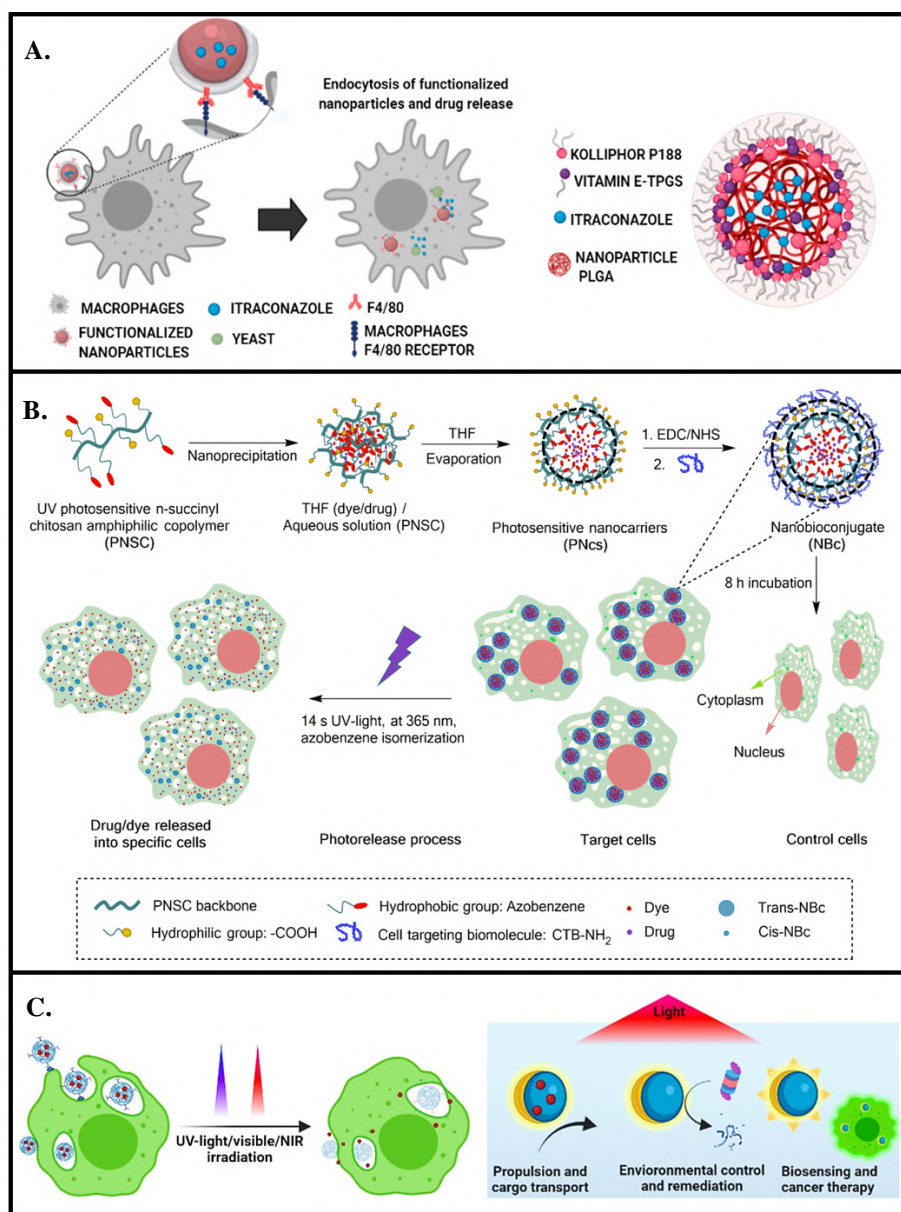 A.
Endocytosis of functionalized
nanoparticles and drug release
KOLLIPHOR P188
VITAMIN E-TPGS
ITRACONAZOLE
NANOPARTICLE
PLGA
MACROPHAGES
ITRACONAZOLE
F4/80
FUNCTIONALIZED
NANOPARTICLES
YEAST
MACROPHAGES
F4/80 RECEPTOR
B.
Nanoprecipitation
THF
Evaporation
1. EDC/NHS
2.
UV photosensitive n-succinyl
chitosan amphiphilic copolymer
(PNSC)
THF (dye/drug) /
Aqueous solution (PNSC)
Photosensitive nanocarriers
(PNcs)
Nanobioconjugate
(NBc)
8 h incubation
Cytoplasm
Nucleus
14 s UV-light, at 365 nm,
azobenzene isomerization
Drug/dye released
into specific cells
Photorelease process
Target cells
Control cells
PNSC backbone
Hydrophobic group: Azobenzene
Dye
Trans-NBc
Hydrophilic group: -COOH
Cell targeting biomolecule: CTB-NH2
Drug
Cis-NBc
C.
UV-light/visible/NIR
irradiation
Light
Propulsion and
cargo transport
Envioronmental control
and remediation
Biosensing and
cancer therapy